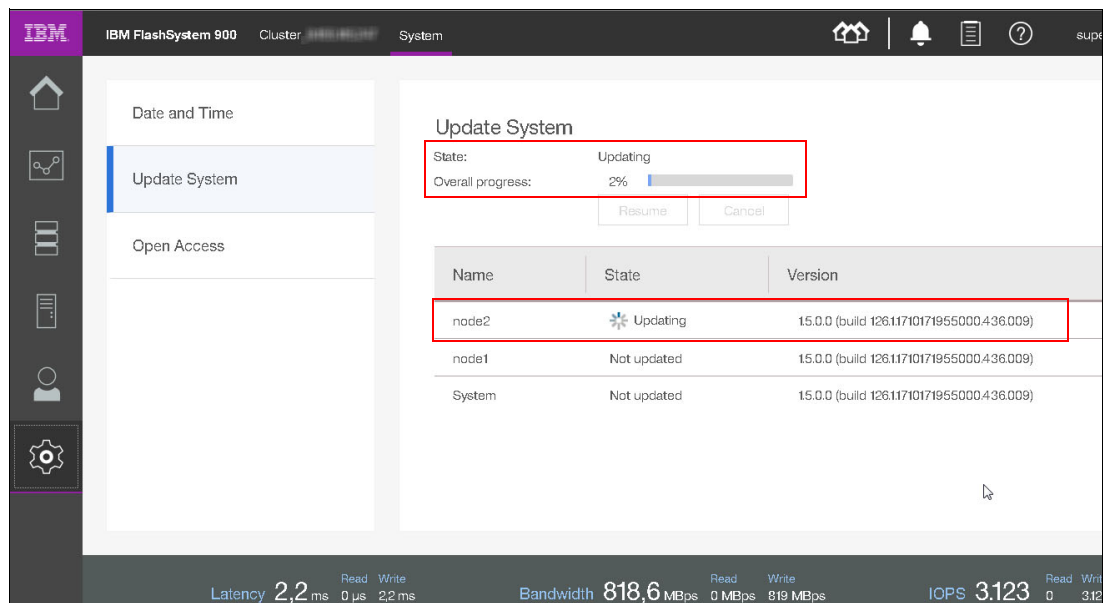 IBM IBM FlashSystem 900 Cluster System
Date and Time
Update System
Open Access
Update System
State: Updating
Overall progress: 2%
Resume Cancel
Name State Version
node2 Updating 1.5.0.0 (build 126.1.1710171955000.436.009)
node1 Not updated 1.5.0.0 (build 126.1.1710171955000.436.009)
System Not updated 1.5.0.0 (build 126.1.1710171955000.436.009)
Latency 2,2 ms Read 0 µs Write 2,2 ms Bandwidth 818,6 MBps Read 0 MBps Write 819 MBps IOPS 3.123 Read 0